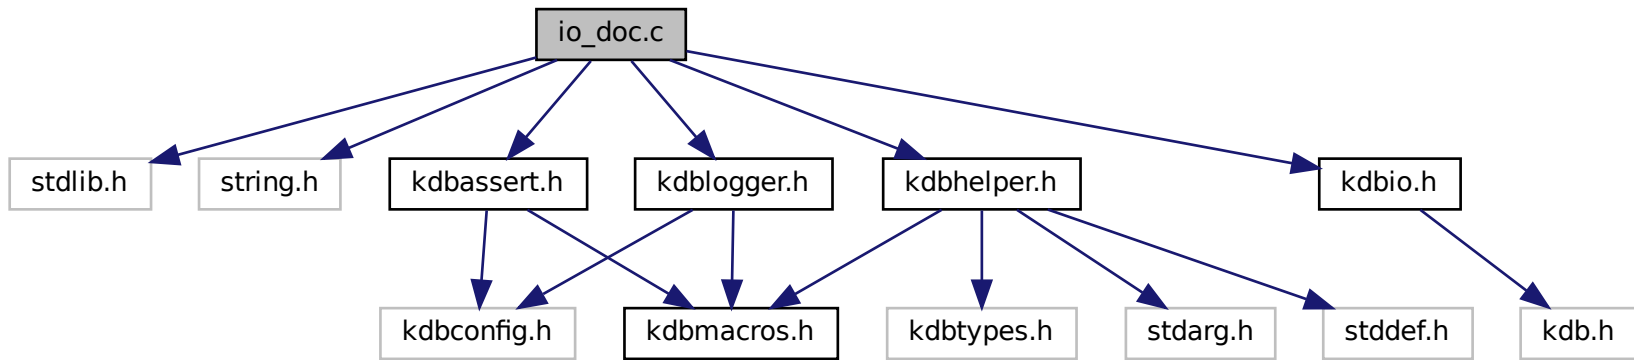 io_doc.c
stdlib.h
string.h
kdbassert.h
kdblogger.h
kdbhelper.h
kdbio.h
kdbconfig.h
kdbmacros.h
kdbtypes.h
stdarg.h
stddef.h
kdb.h